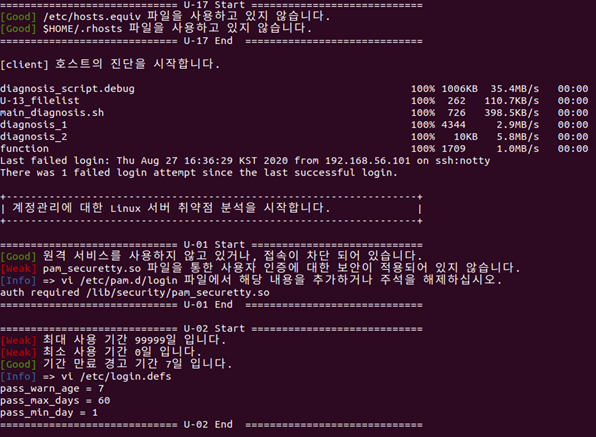 ============================= U-17 Start ============================
[Good] /etc/hosts.equiv 파일을 사용하고 있지 않습니다.
[Good] $HOME/.rhosts 파일을 사용하고 있지 않습니다.
============================= U-17 End =============================
[client] 호스트의 진단을 시작합니다.
diagnosis_script.debug 100% 1006KB 35.4MB/s 00:00
U-13_filelist 100% 262 110.7KB/s 00:00
main_diagnosis.sh 100% 726 398.5KB/s 00:00
diagnosis_1 100% 4344 2.9MB/s 00:00
diagnosis_2 100% 10KB 5.8MB/s 00:00
function 100% 1709 1.0MB/s 00:00
Last failed login: Thu Aug 27 16:36:29 KST 2020 from 192.168.56.101 on ssh:notty
There was 1 failed login attempt since the last successful login.
+---------------------------------------------------------------------+
| 계정관리에 대한 Linux 서버 취약점 분석을 시작합니다. |
+---------------------------------------------------------------------+
============================= U-01 Start ============================
[Good] 원격 서비스를 사용하지 않고 있거나, 접속이 차단 되어 있습니다.
[Weak] pam_securetty.so 파일을 통한 사용자 인증에 대한 보안이 적용되어 있지 않습니다.
[Info] => vi /etc/pam.d/login 파일에서 해당 내용을 추가하거나 주석을 해제하십시오.
auth required /lib/security/pam_securetty.so
============================= U-01 End =============================
============================= U-02 Start ============================
[Weak] 최대 사용 기간 99999일 입니다.
[Weak] 최소 사용 기간 0일 입니다.
[Good] 기간 만료 경고 기간 7일 입니다.
[Info] => vi /etc/login.defs
pass_warn_age = 7
pass_max_days = 60
pass_min_day = 1
============================= U-02 End =============================